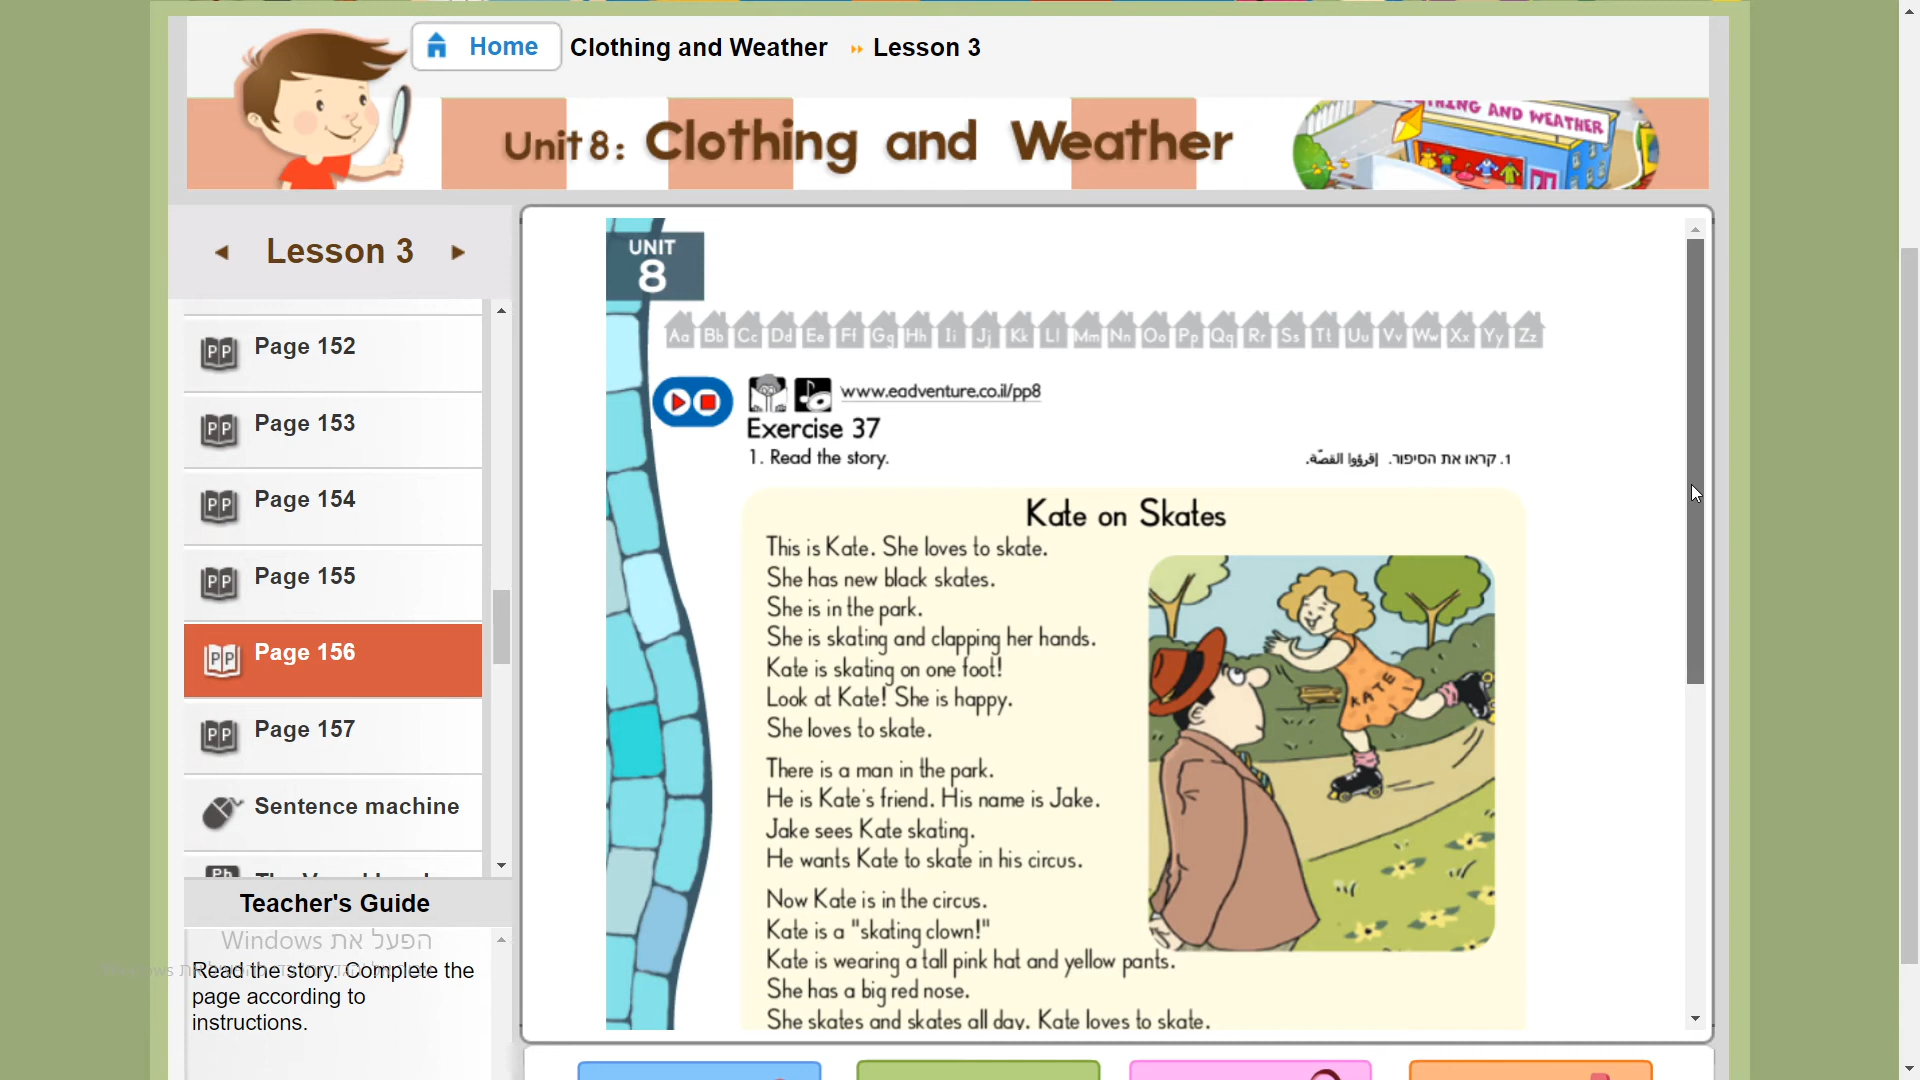 Home
Clothing and Weather
Lesson 3
Unit 8: Clothing and Weather
CLOTHING AND WEATHER
Lesson 3
Page 152
Page 153
Page 154
Page 155
Page 156
Page 157
Sentence machine
Teacher's Guide
הפעל את Windows
Read the story. Complete the
page according to
instructions.
UNIT
8
Aa Bb Cc Dd Ee Ff Gg Hh Ii Jj Kk Ll Mm Nn Oo Pp Qq Rr Ss Tt Uu Vv Ww Xx Yy Zz
www.eadventure.co.il/pp8
Exercise 37
1. Read the story.
1. קראו את הסיפור. إقرؤوا القصّة.
Kate on Skates
This is Kate. She loves to skate.
She has new black skates.
She is in the park.
She is skating and clapping her hands.
Kate is skating on one foot!
Look at Kate! She is happy.
She loves to skate.
There is a man in the park.
He is Kate's friend. His name is Jake.
Jake sees Kate skating.
He wants Kate to skate in his circus.
Now Kate is in the circus.
Kate is a "skating clown!"
Kate is wearing a tall pink hat and yellow pants.
She has a big red nose.
She skates and skates all day. Kate loves to skate.
KATE